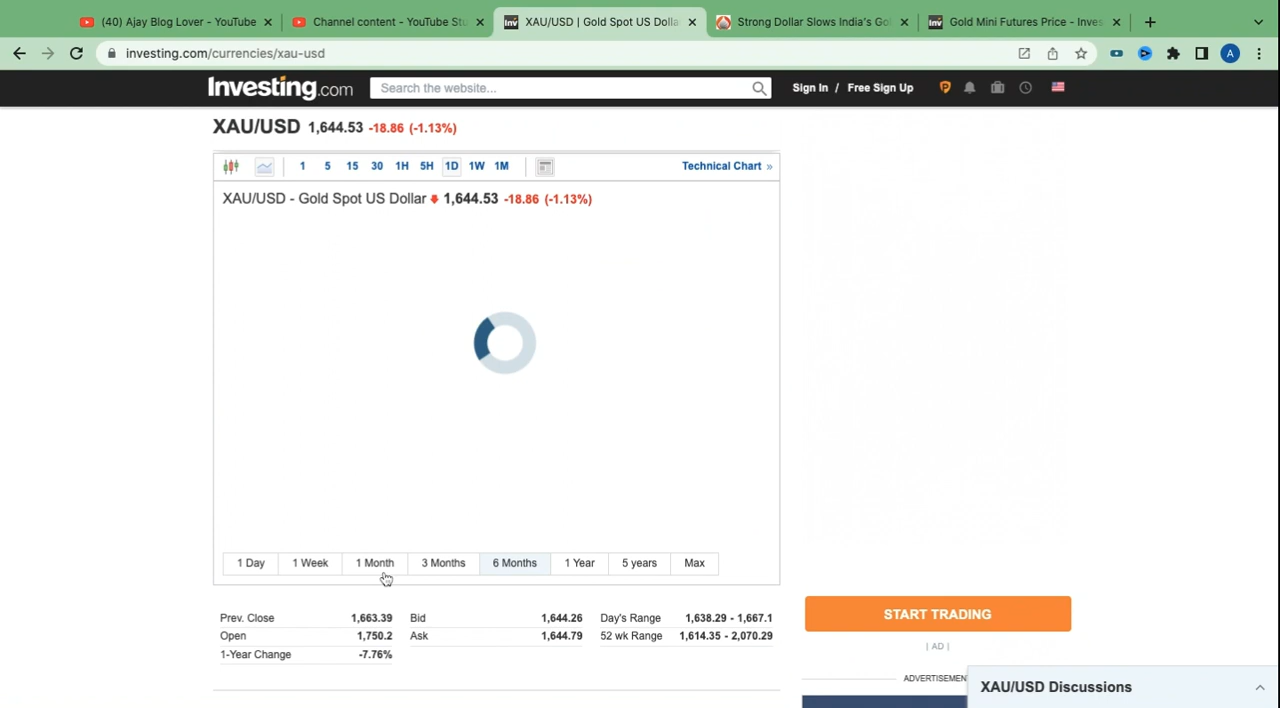 (40) Ajay Blog Lover - YouTube
Channel content - YouTube Stu
XAU/USD | Gold Spot US Dolla
Strong Dollar Slows India's Go
Gold Mini Futures Price - Inves
investing.com/currencies/xau-usd
A
Investing.com
Search the website...
Sign In / Free Sign Up
XAU/USD 1,644.53 -18.86 (-1.13%)
1 5 15 30 1H 5H 1D 1W 1M
Technical Chart »
XAU/USD - Gold Spot US Dollar 1,644.53 -18.86 (-1.13%)
1 Day 1 Week 1 Month 3 Months 6 Months 1 Year 5 years Max
Prev. Close 1,663.39 Bid 1,644.26 Day's Range 1,638.29 - 1,667.1
Open 1,750.2 Ask 1,644.79 52 wk Range 1,614.35 - 2,070.29
1-Year Change -7.76%
START TRADING
| AD |
ADVERTISEMEN
XAU/USD Discussions